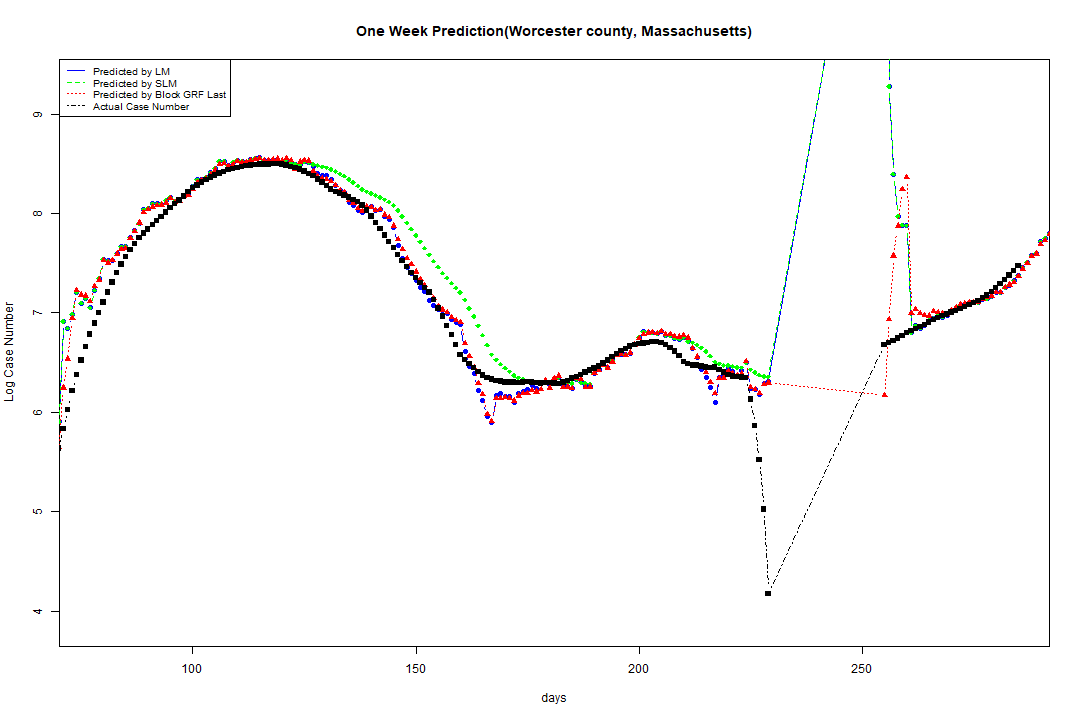 One Week Prediction(Worcester county, Massachusetts)
Predicted by LM
Predicted by SLM
Predicted by Block GRF Last
Actual Case Number
Log Case Number
9
8
7
6
5
4
100
150
200
250
days